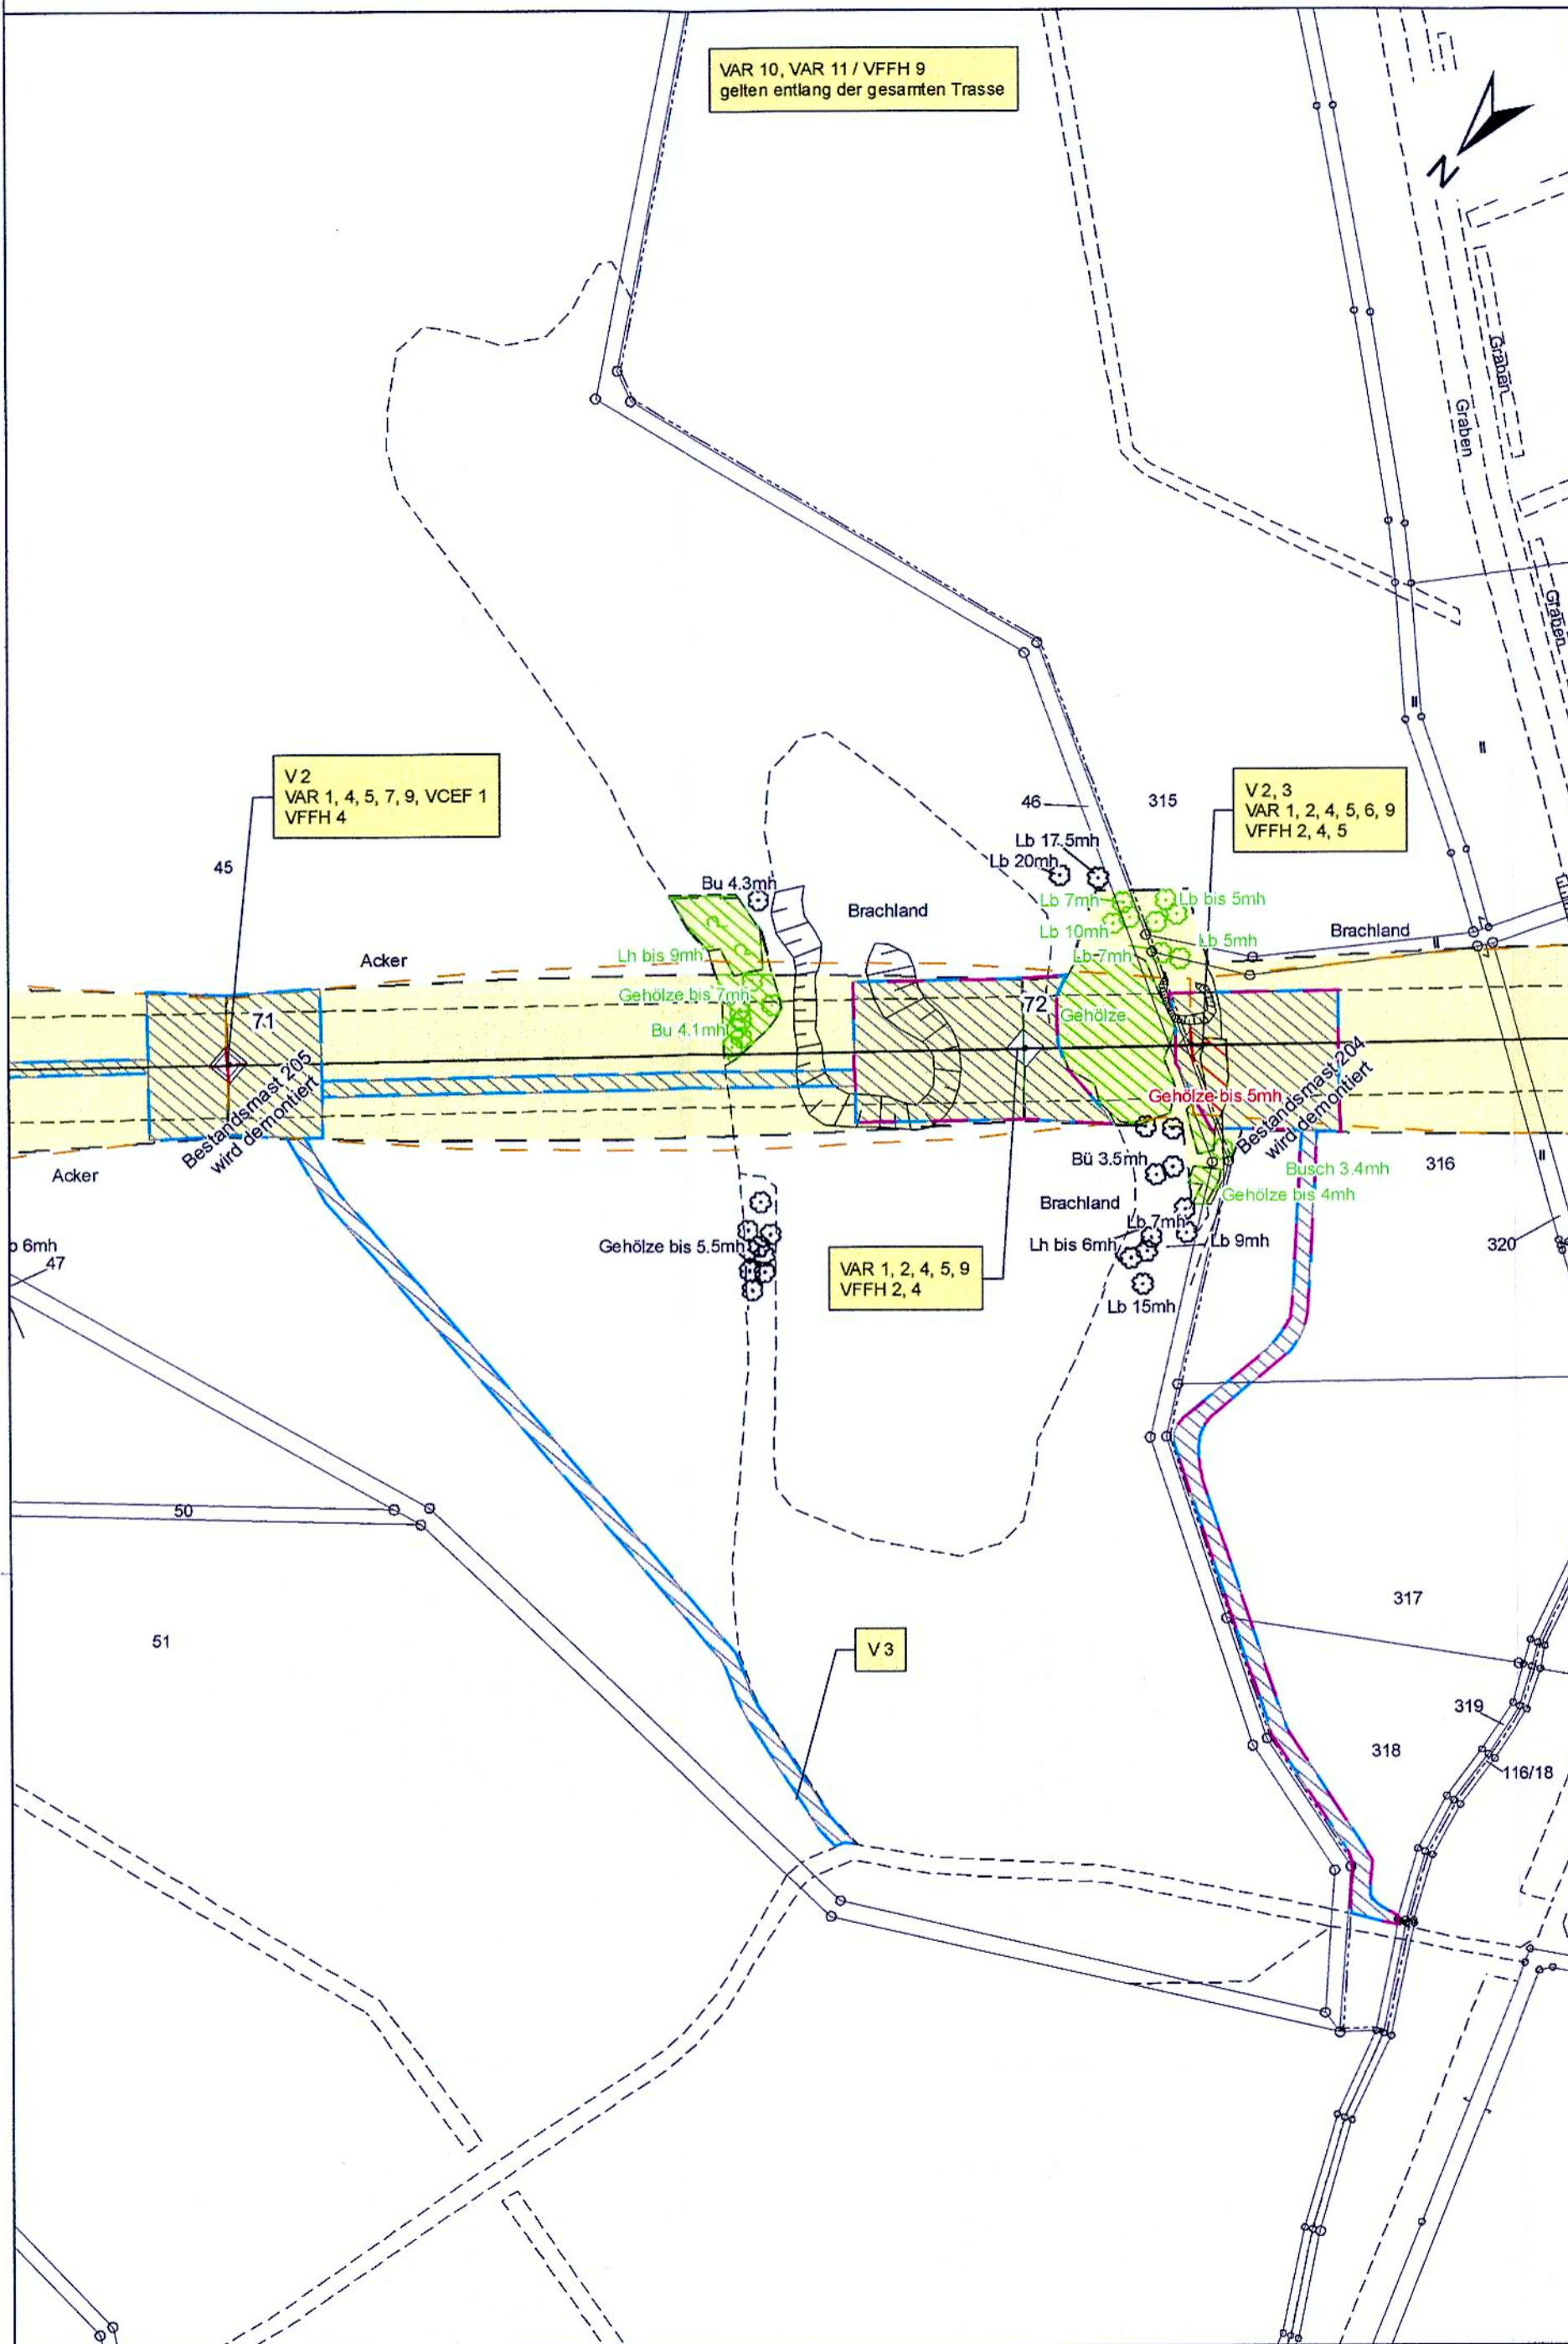 VAR 10, VAR 11 / VFFH 9
gelten entlang der gesamten Trasse
N
Graben
Graben
Graben
V 2
VAR 1, 4, 5, 7, 9, VCEF 1
VFFH 4
V 2, 3
VAR 1, 2, 4, 5, 6, 9
VFFH 2, 4, 5
46
315
Lb 17.5mh
Lb 20mh
45
Bu 4.3mh
Brachland
Lb 7mh
Lb bis 5mh
Lb 10mh
Lb 5mh
Brachland
Lb 7mh
Lh bis 9mh
Acker
Gehölze bis 7mh
72
Gehölze
71
Bu 4.1mh
Bestandsmast 205
wird demontiert
Gehölze bis 5mh
Bestandsmast 204
wird demontiert
Acker
Bü 3.5mh
Busch 3.4mh
316
Gehölze bis 4mh
Brachland
Lb 7mh
6mh
47
Gehölze bis 5.5mh
Lh bis 6mh
Lb 9mh
320
VAR 1, 2, 4, 5, 9
VFFH 2, 4
Lb 15mh
50
51
317
V 3
319
318
116/18